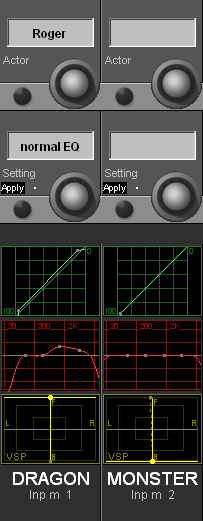 Roger
Actor Actor
normal EQ
Setting Setting
Apply Apply
0 0
100 100
20 200 2K 20 200 2K
F F
L R L R
VSP B VSP B
DRAGON MONSTER
Inp m 1 Inp m 2